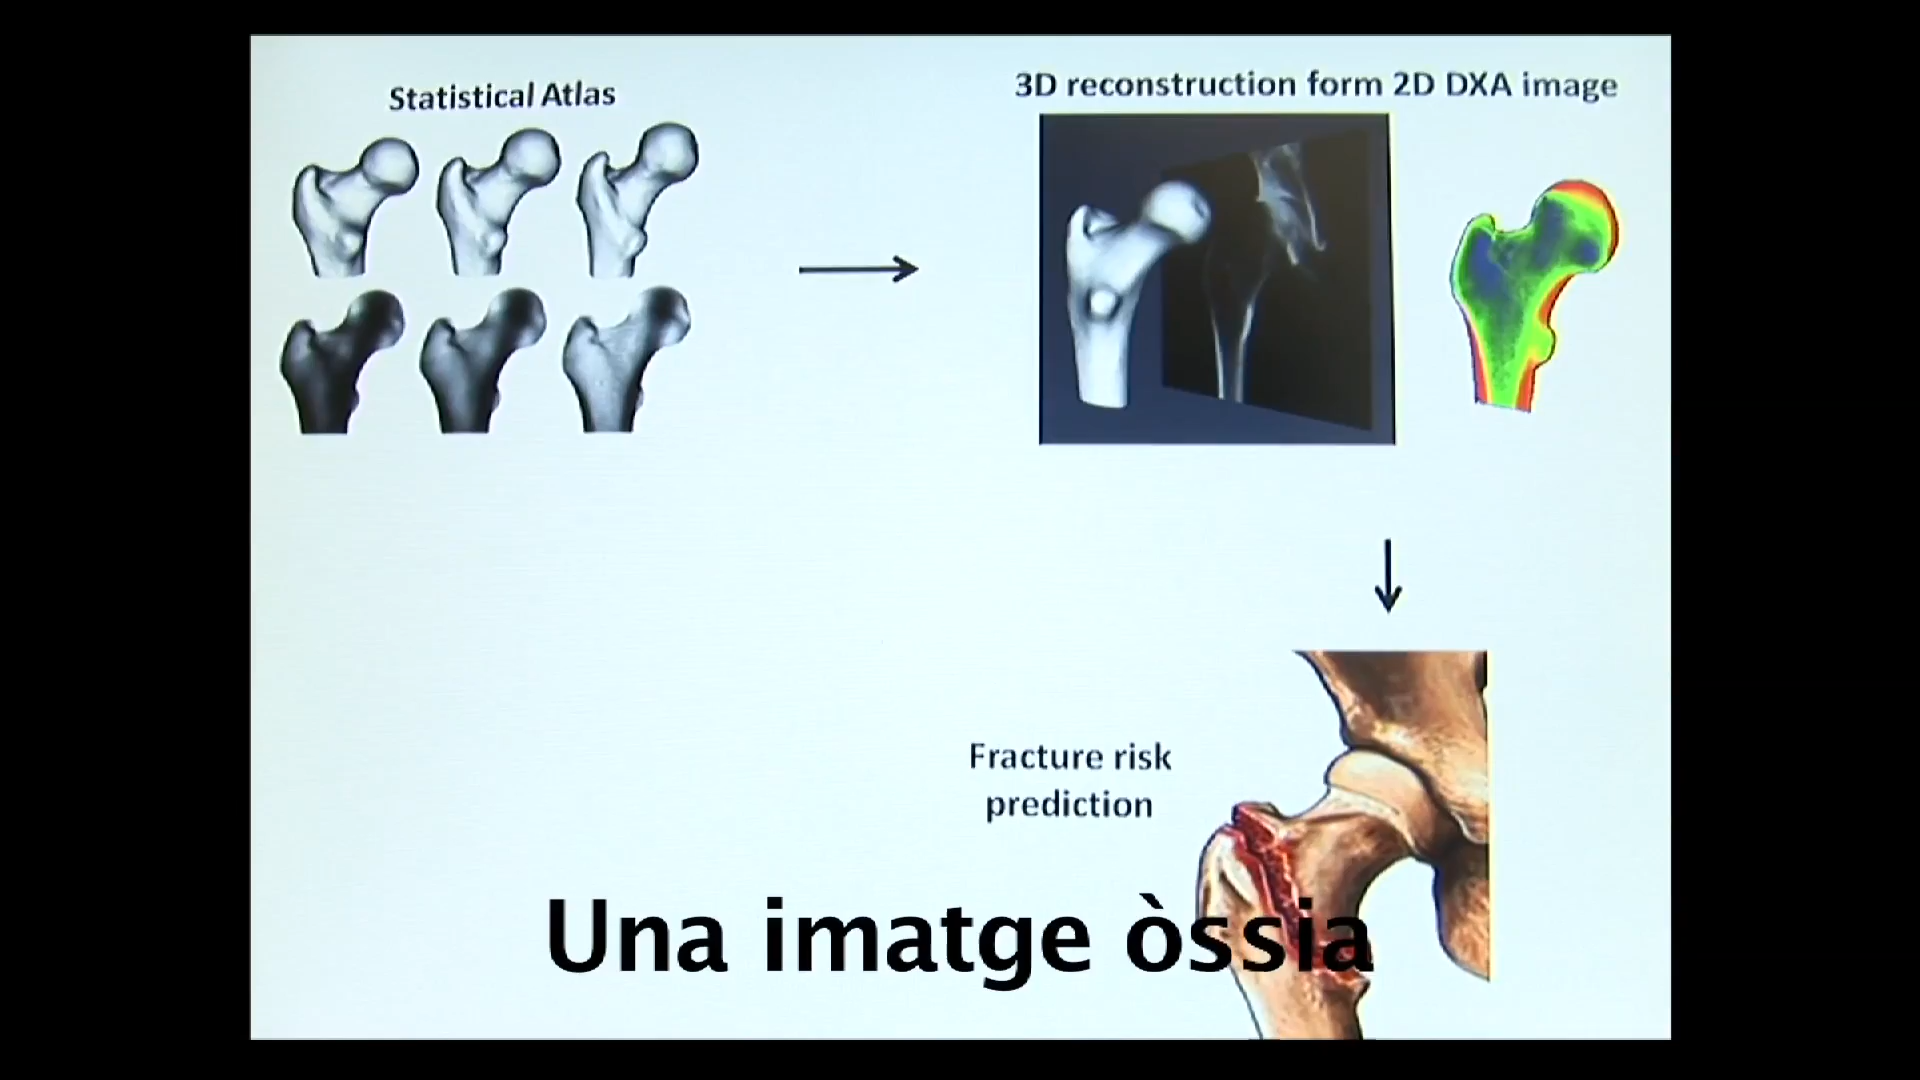 Statistical Atlas
3D reconstruction form 2D DXA image
Fracture risk
prediction
Una imatge òssia